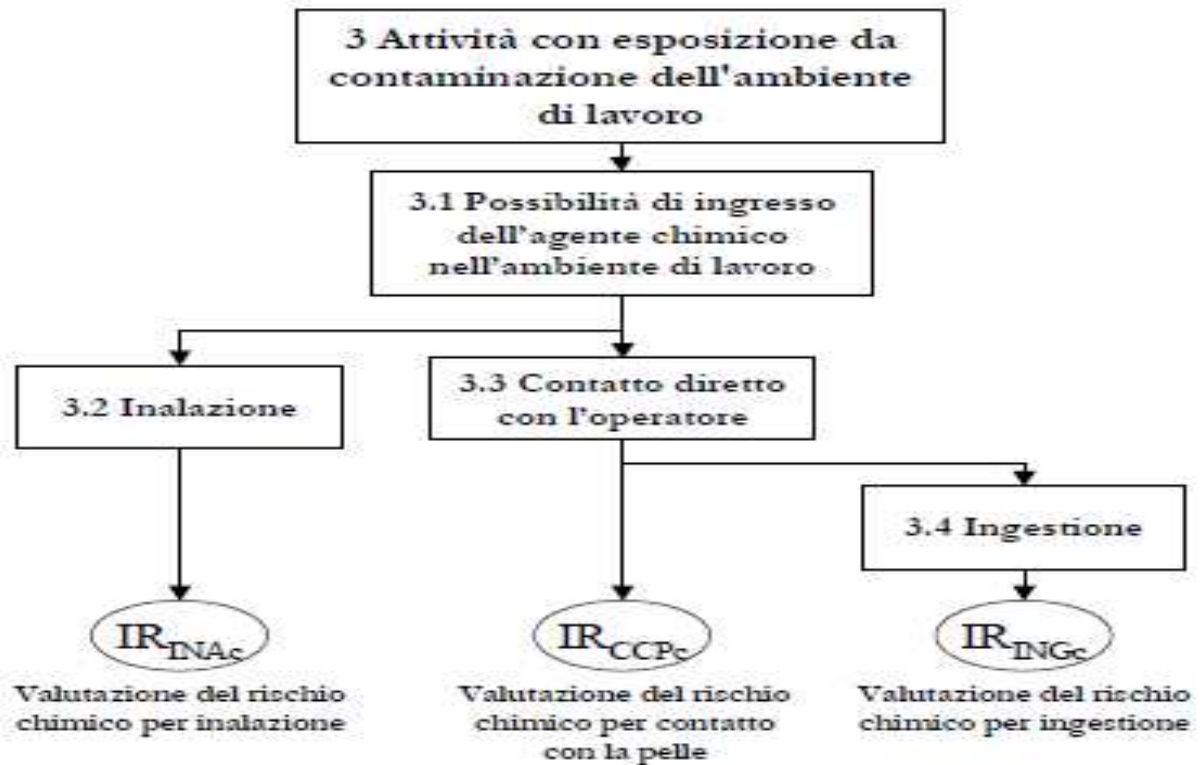 3 Attività con esposizione da
contaminazione dell'ambiente
di lavoro
3.1 Possibilità di ingresso
dell'agente chimico
nell'ambiente di lavoro
3.2 Inalazione
3.3 Contatto diretto
con l'operatore
3.4 Ingestione
IRINAc
IRCCPc
IRINGc
Valutazione del rischio
chimico per inalazione
Valutazione del rischio
chimico per contatto
con la pelle
Valutazione del rischio
chimico per ingestione